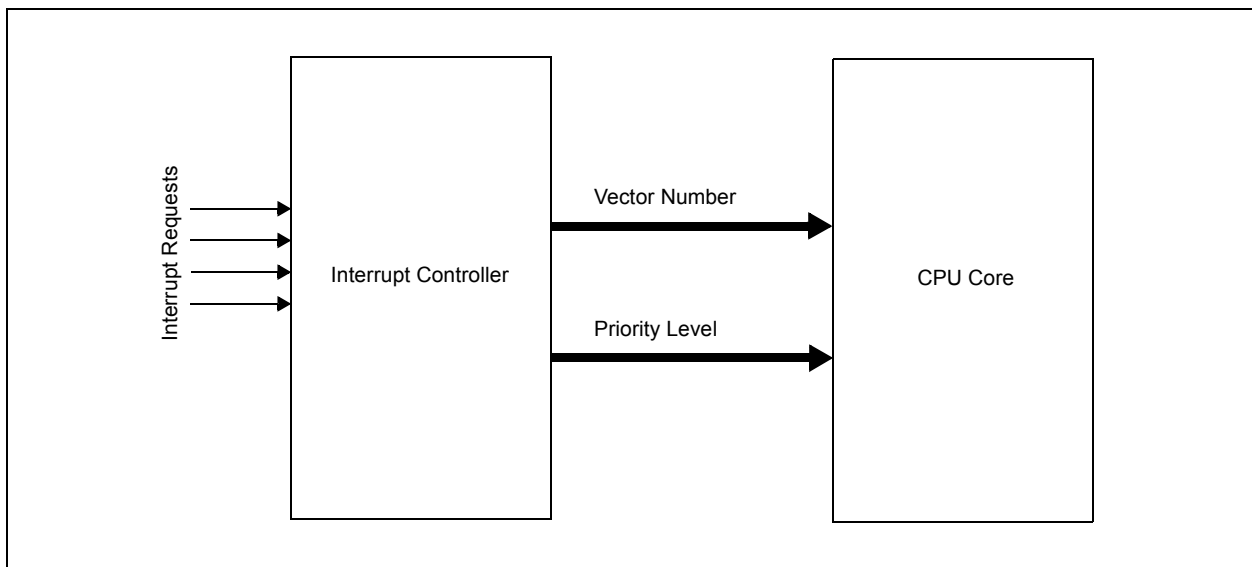 Interrupt Requests
Interrupt Controller
Vector Number
Priority Level
CPU Core